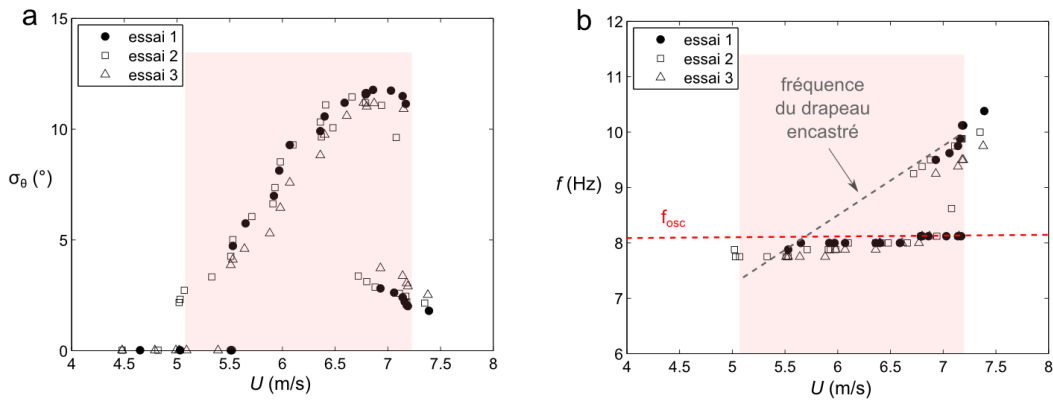 a
essai 1
essai 2
essai 3
15
10
5
0
σθ (°)
4
4.5
5
5.5
6
6.5
7
7.5
8
U (m/s)
b
essai 1
essai 2
essai 3
fréquence
du drapeau
encastré
fosc
12
11
10
9
8
7
6
f (Hz)
4
4.5
5
5.5
6
6.5
7
7.5
8
U (m/s)